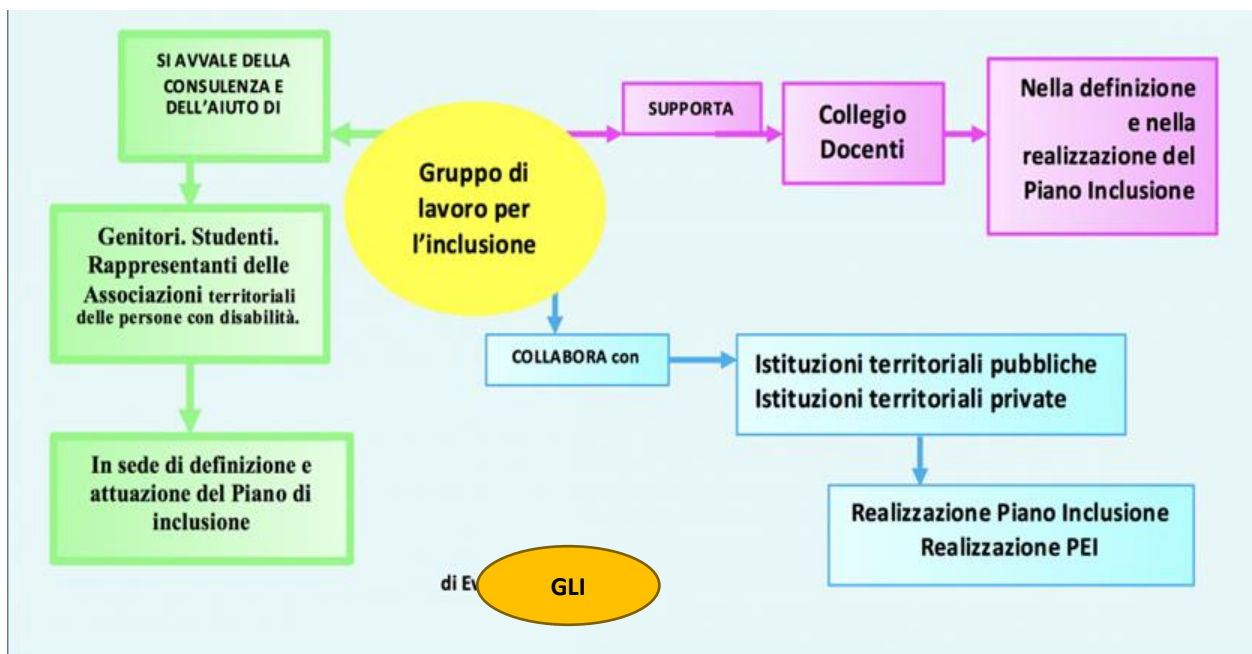 SI AVVALE DELLA
CONSULENZA E
DELL'AIUTO DI
Genitori. Studenti.
Rappresentanti delle
Associazioni territoriali
delle persone con disabilità.
In sede di definizione e
attuazione del Piano di
inclusione
Gruppo di
lavoro per
l'inclusione
SUPPORTA
Collegio
Docenti
Nella definizione
e nella
realizzazione del
Piano Inclusione
COLLABORA con
Istituzioni territoriali pubbliche
Istituzioni territoriali private
Realizzazione Piano Inclusione
Realizzazione PEI
di
GLI